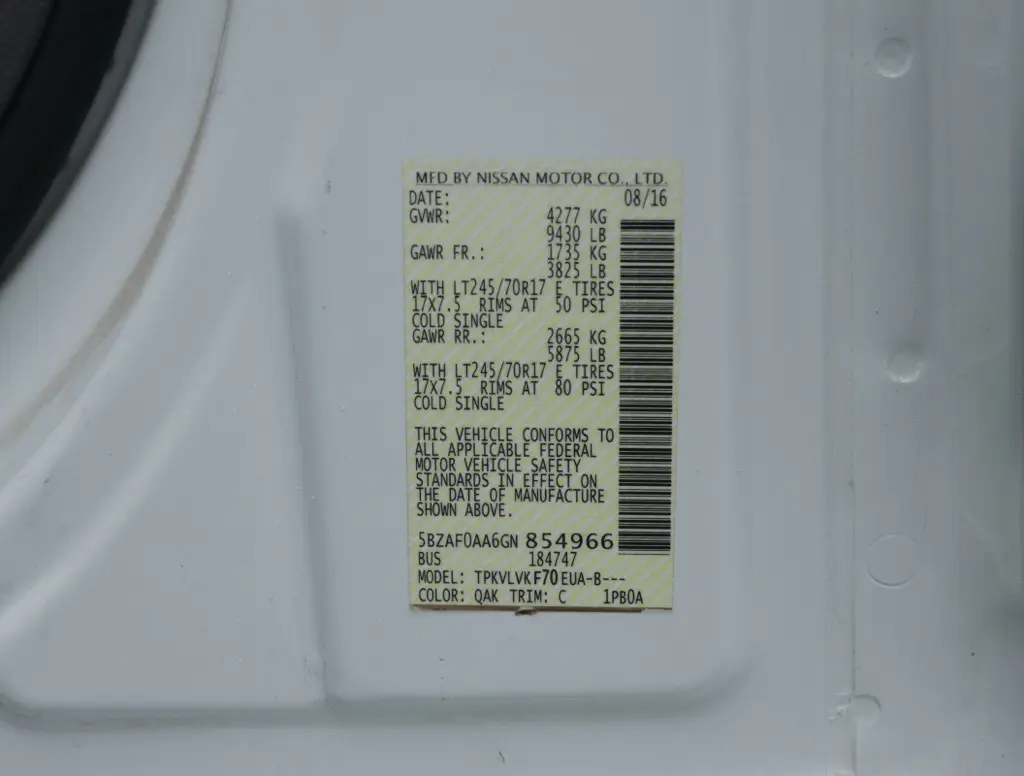 MFD BY NISSAN MOTOR CO., LTD.
DATE: 08/16
GVWR: 4277 KG
9430 LB
GAWR FR.: 1735 KG
3825 LB
WITH LT245/70R17 E TIRES
17X7.5 RIMS AT 50 PSI
COLD SINGLE
GAWR RR.: 2665 KG
5875 LB
WITH LT245/70R17 E TIRES
17X7.5 RIMS AT 80 PSI
COLD SINGLE
THIS VEHICLE CONFORMS TO
ALL APPLICABLE FEDERAL
MOTOR VEHICLE SAFETY
STANDARDS IN EFFECT ON
THE DATE OF MANUFACTURE
SHOWN ABOVE.
5BZAF0AA6GN 854966
BUS 184747
MODEL: TPKVLVKF70EUA-B---
COLOR: QAK TRIM: C 1PB0A